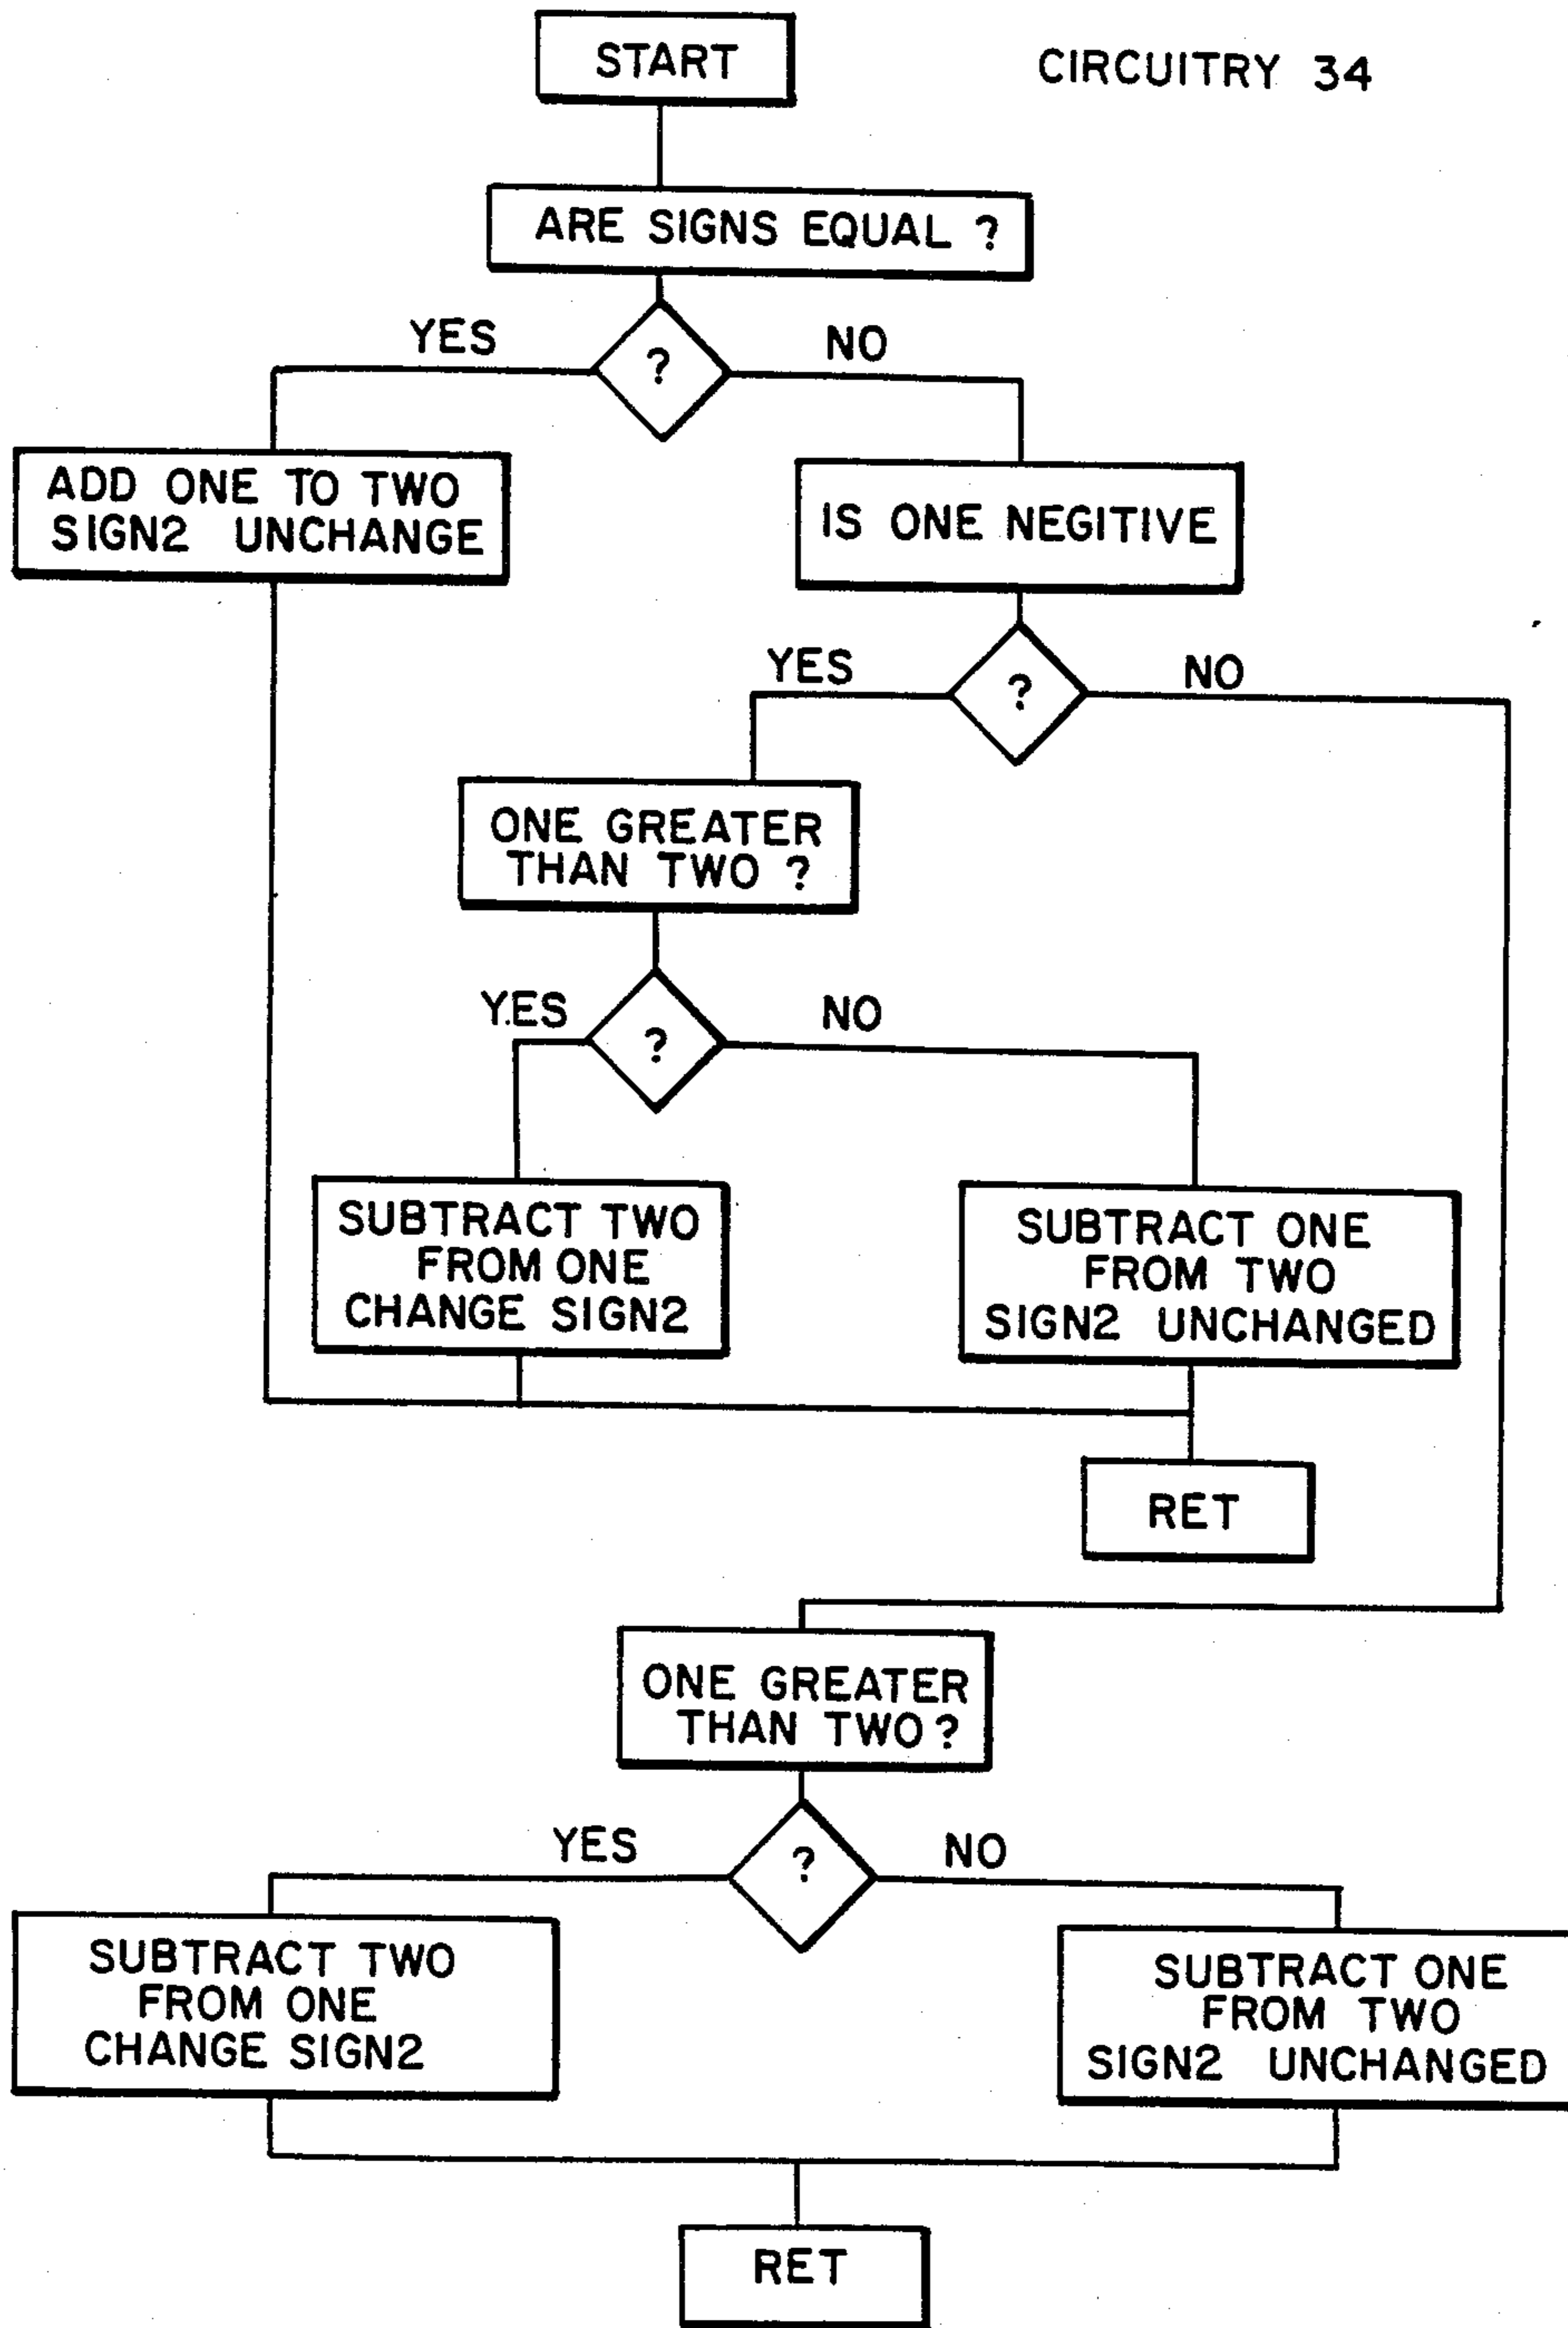 START
CIRCUITRY 34
ARE SIGNS EQUAL ?
YES
?
NO
ADD ONE TO TWO
SIGN2 UNCHANGE
IS ONE NEGITIVE
YES
?
NO
ONE GREATER
THAN TWO ?
YES
?
NO
SUBTRACT TWO
FROM ONE
CHANGE SIGN2
SUBTRACT ONE
FROM TWO
SIGN2 UNCHANGED
RET
ONE GREATER
THAN TWO ?
YES
?
NO
SUBTRACT TWO
FROM ONE
CHANGE SIGN2
SUBTRACT ONE
FROM TWO
SIGN2 UNCHANGED
RET